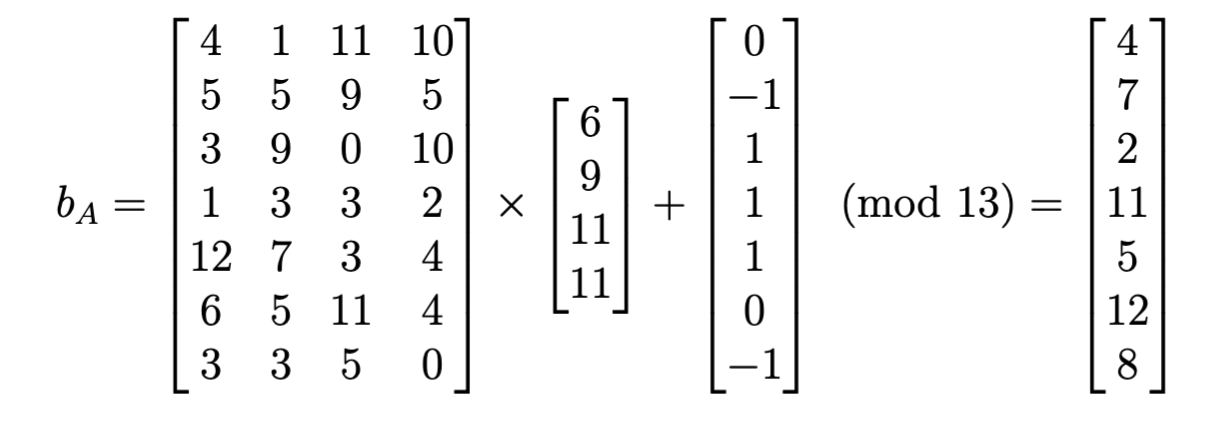 b_A = [4 1 11 10; 5 5 9 5; 3 9 0 10; 1 3 3 2; 12 7 3 4; 6 5 11 4; 3 3 5 0] × [6; 9; 11; 11] + [0; −1; 1; 1; 1; 0; −1] (mod 13) = [4; 7; 2; 11; 5; 12; 8]